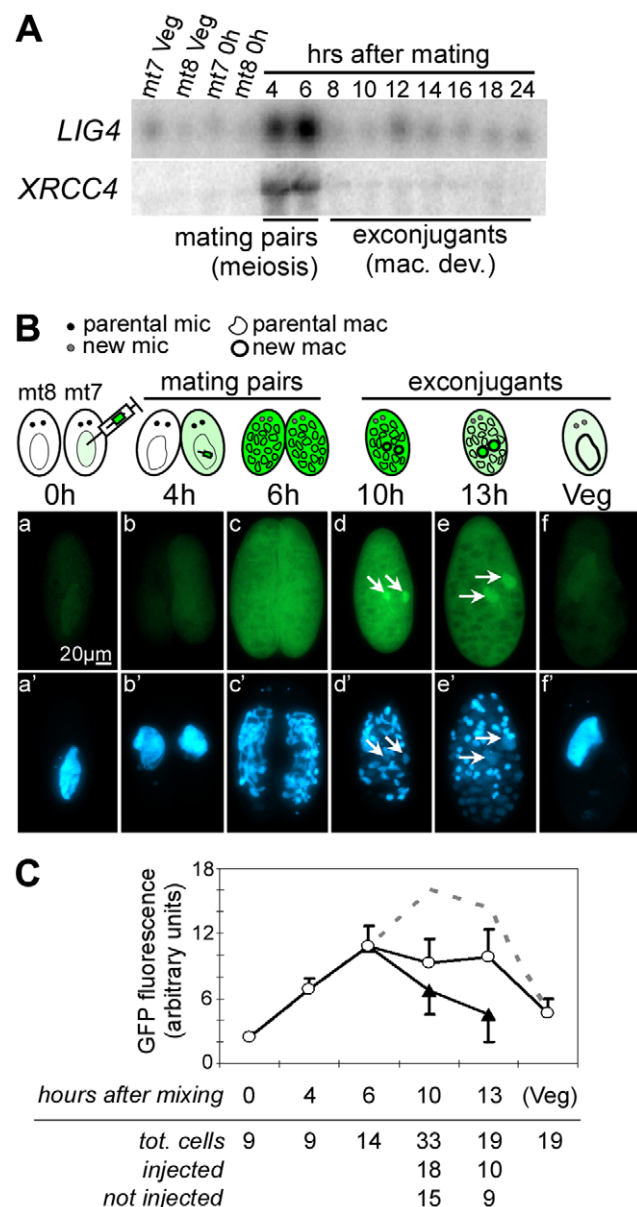 A
mt7 Veg
mt8 Veg
mt7 0h
mt8 0h
hrs after mating
4 6 8 10 12 14 16 18 24
LIG4
XRCC4
mating pairs exconjugants
(meiosis) (mac. dev.)
B
parental mic parental mac
new mic new mac
mt8 mt7 mating pairs exconjugants
0h 4h 6h 10h 13h Veg
a b c d e f
20µm
a' b' c' d' e' f'
C
GFP fluorescence
(arbitrary units)
18
12
6
0
hours after mixing 0 4 6 10 13 (Veg)
tot. cells 9 9 14 33 19 19
injected 18 10
not injected 15 9